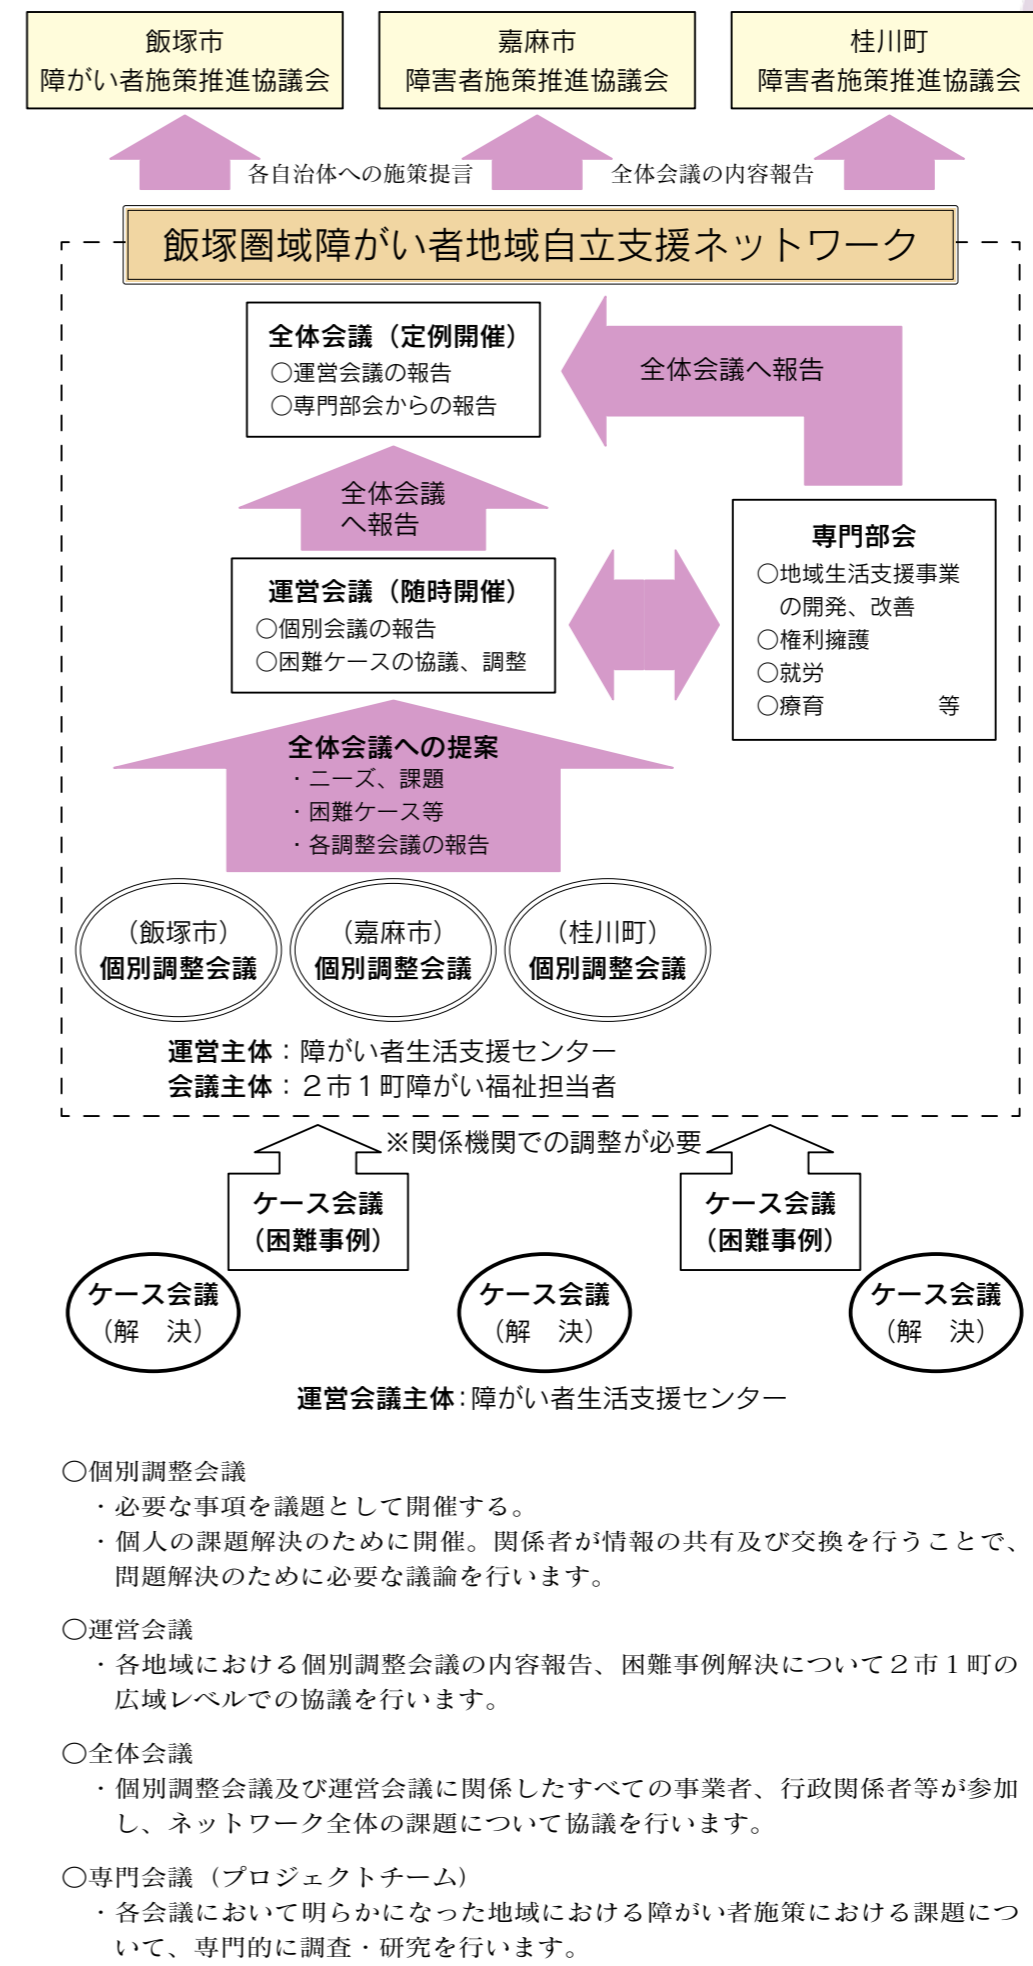 飯塚市
障がい者施策推進協議会
嘉麻市
障害者施策推進協議会
桂川町
障害者施策推進協議会
各自治体への施策提言
全体会議の内容報告
飯塚圏域障がい者地域自立支援ネットワーク
全体会議（定例開催）
○運営会議の報告
○専門部会からの報告
全体会議へ報告
全体会議
へ報告
専門部会
○地域生活支援事業
の開発、改善
○権利擁護
○就労
○療育　　　　　等
運営会議（随時開催）
○個別会議の報告
○困難ケースの協議、調整
全体会議への提案
・ニーズ、課題
・困難ケース等
・各調整会議の報告
（飯塚市）
個別調整会議
（嘉麻市）
個別調整会議
（桂川町）
個別調整会議
運営主体：障がい者生活支援センター
会議主体：２市１町障がい福祉担当者
※関係機関での調整が必要
ケース会議
（困難事例）
ケース会議
（困難事例）
ケース会議
（解　決）
ケース会議
（解　決）
ケース会議
（解　決）
運営会議主体：障がい者生活支援センター
○個別調整会議
・必要な事項を議題として開催する。
・個人の課題解決のために開催。関係者が情報の共有及び交換を行うことで、
問題解決のために必要な議論を行います。
○運営会議
・各地域における個別調整会議の内容報告、困難事例解決について２市１町の
広域レベルでの協議を行います。
○全体会議
・個別調整会議及び運営会議に関係したすべての事業者、行政関係者等が参加
し、ネットワーク全体の課題について協議を行います。
○専門会議（プロジェクトチーム）
・各会議において明らかになった地域における障がい者施策における課題につ
いて、専門的に調査・研究を行います。